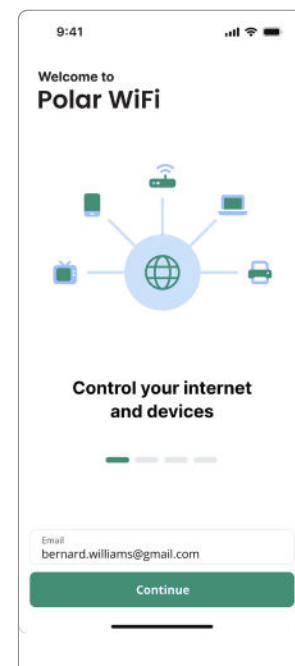 9:41
Welcome to
Polar WiFi
Control your internet
and devices
Email
bernard.williams@gmail.com
Continue